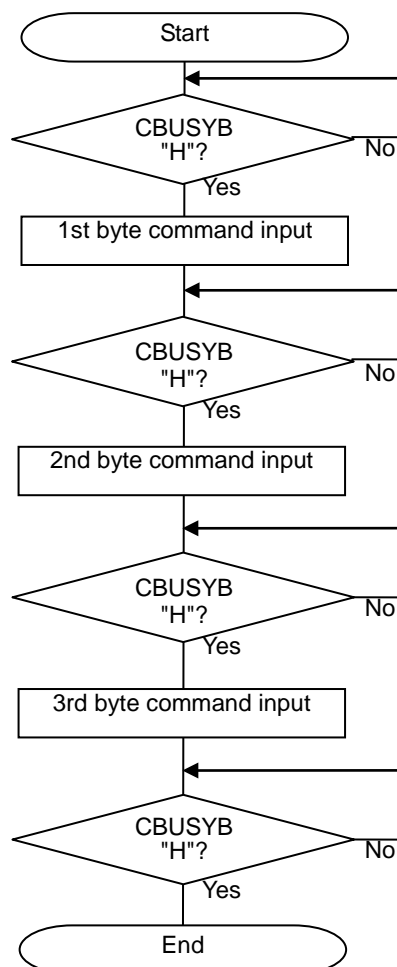 Start
CBUSYB
"H"?
No
Yes
1st byte command input
CBUSYB
"H"?
No
Yes
2nd byte command input
CBUSYB
"H"?
No
Yes
3rd byte command input
CBUSYB
"H"?
No
Yes
End